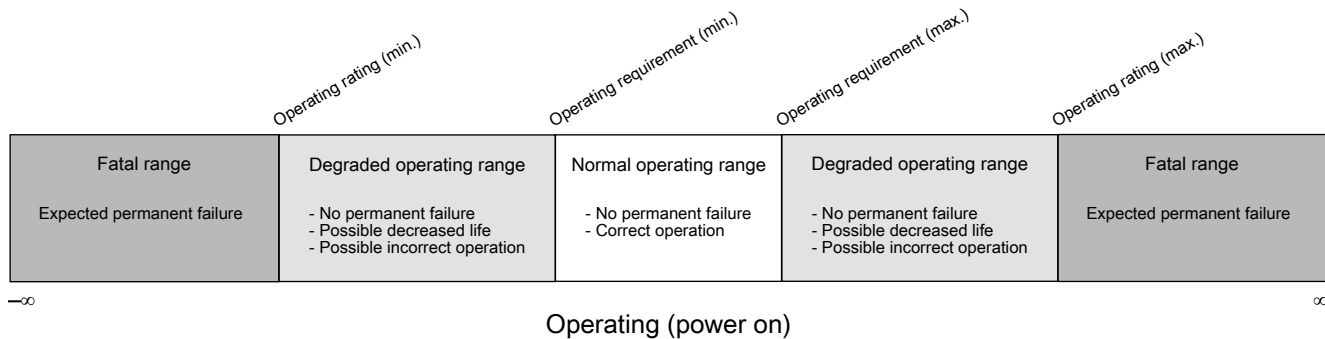 Operating rating (min.)
Operating requirement (min.)
Operating requirement (max.)
Operating rating (max.)
Fatal range
Expected permanent failure
Degraded operating range
- No permanent failure
- Possible decreased life
- Possible incorrect operation
Normal operating range
- No permanent failure
- Correct operation
Degraded operating range
- No permanent failure
- Possible decreased life
- Possible incorrect operation
Fatal range
Expected permanent failure
–∞
∞
Operating (power on)